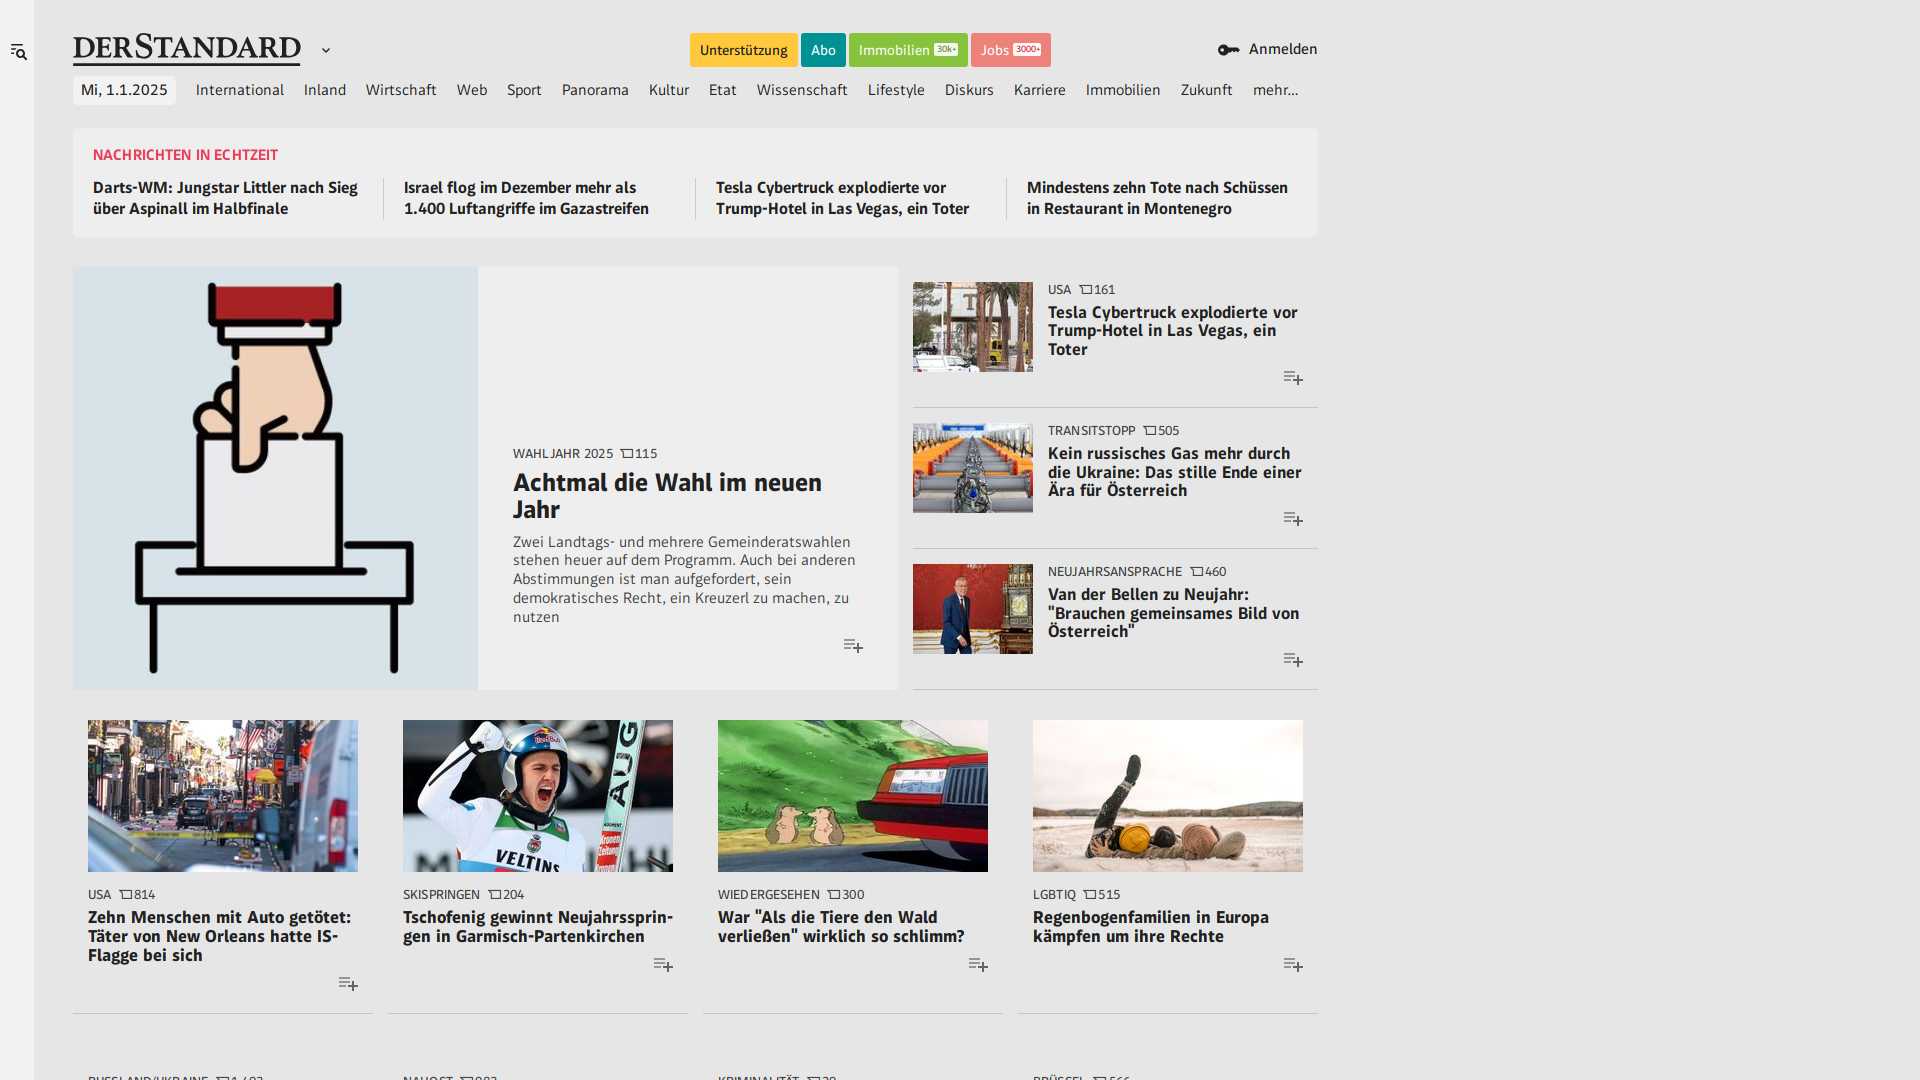 DERSTANDARD
Unterstützung
Abo
Immobilien 30k+
Jobs 3000+
Anmelden
Mi, 1.1.2025
International
Inland
Wirtschaft
Web
Sport
Panorama
Kultur
Etat
Wissenschaft
Lifestyle
Diskurs
Karriere
Immobilien
Zukunft
mehr...
NACHRICHTEN IN ECHTZEIT
Darts-WM: Jungstar Littler nach Sieg
über Aspinall im Halbfinale
Israel flog im Dezember mehr als
1.400 Luftangriffe im Gazastreifen
Tesla Cybertruck explodierte vor
Trump-Hotel in Las Vegas, ein Toter
Mindestens zehn Tote nach Schüssen
in Restaurant in Montenegro
WAHLJAHR 2025 115
Achtmal die Wahl im neuen
Jahr
Zwei Landtags- und mehrere Gemeinderatswahlen
stehen heuer auf dem Programm. Auch bei anderen
Abstimmungen ist man aufgefordert, sein
demokratisches Recht, ein Kreuzerl zu machen, zu
nutzen
USA 161
Tesla Cybertruck explodierte vor
Trump-Hotel in Las Vegas, ein
Toter
TRANSITSTOPP 505
Kein russisches Gas mehr durch
die Ukraine: Das stille Ende einer
Ära für Österreich
NEUJAHRSANSPRACHE 460
Van der Bellen zu Neujahr:
"Brauchen gemeinsames Bild von
Österreich"
USA 814
Zehn Menschen mit Auto getötet:
Täter von New Orleans hatte IS-
Flagge bei sich
RedBull
AUG
VELTINS
SKISPRINGEN 204
Tschofenig gewinnt Neujahrssprin-
gen in Garmisch-Partenkirchen
WIEDERGESEHEN 300
War "Als die Tiere den Wald
verließen" wirklich so schlimm?
LGBTIQ 515
Regenbogenfamilien in Europa
kämpfen um ihre Rechte